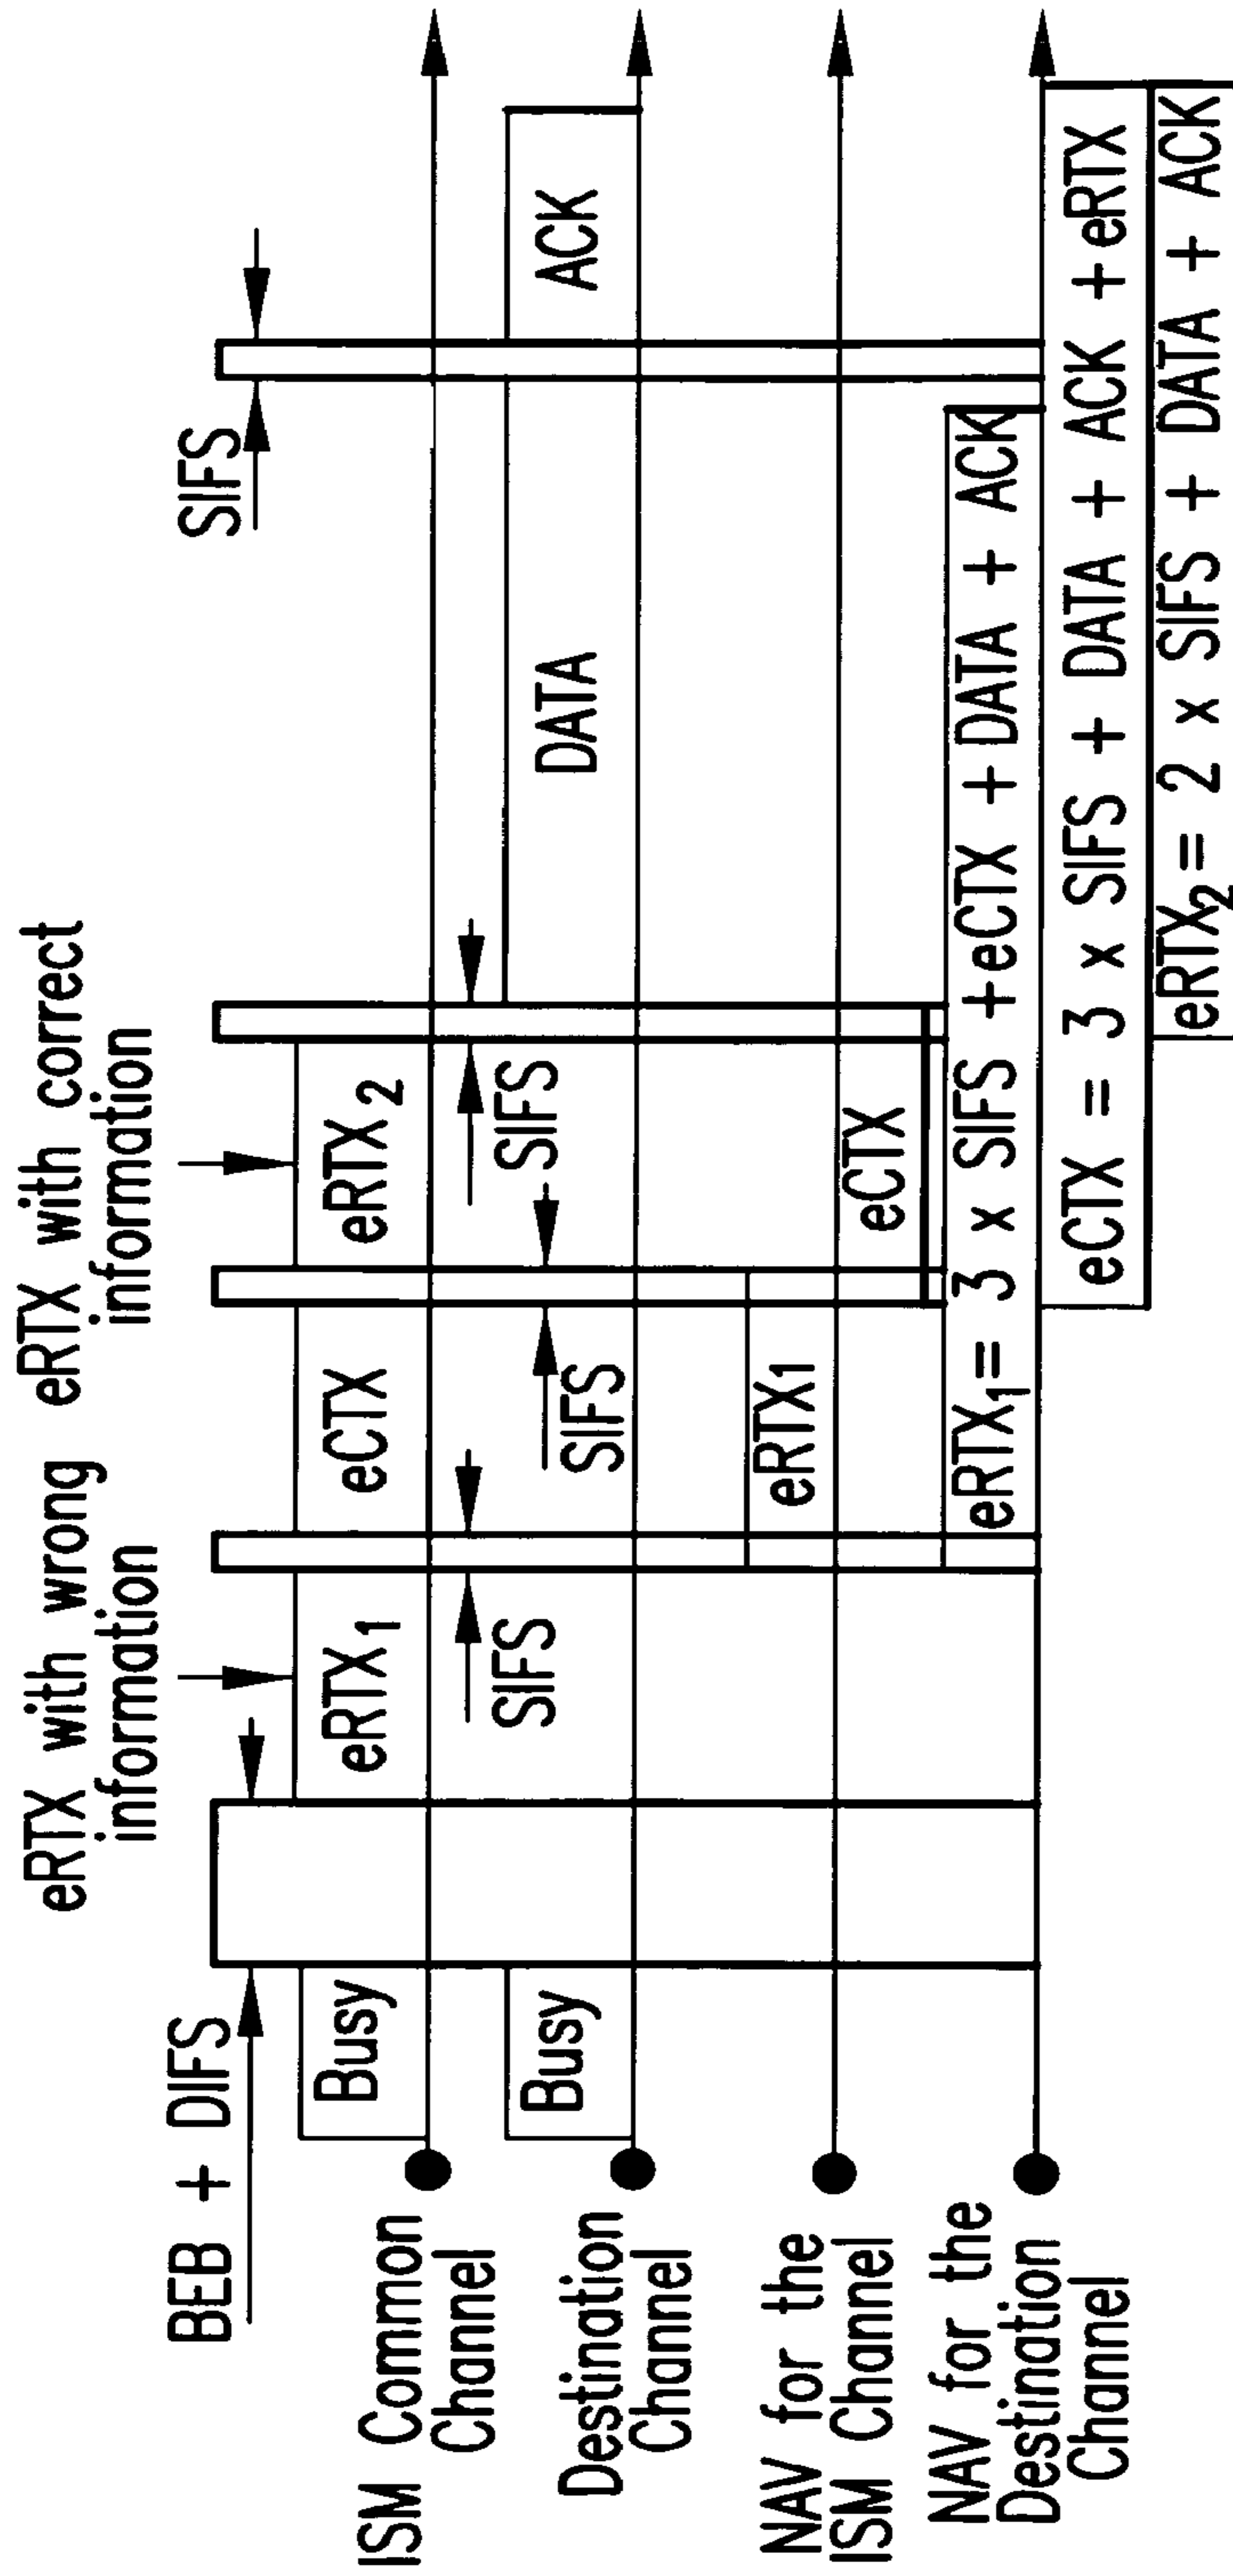 eRTX with wrong
information
eRTX with correct
information
BEB + DIFS
SIFS
Busy
eRTX1
eCTX
eRTX2
ISM Common
Channel
SIFS
SIFS
SIFS
Busy
DATA
ACK
Destination
Channel
eRTX1
eCTX
NAV for the
ISM Channel
eRTX1= 3 x SIFS +eCTX +DATA + ACK
NAV for the
Destination
Channel
eCTX = 3 x SIFS + DATA + ACK +eRTX
eRTX2= 2 x SIFS + DATA + ACK